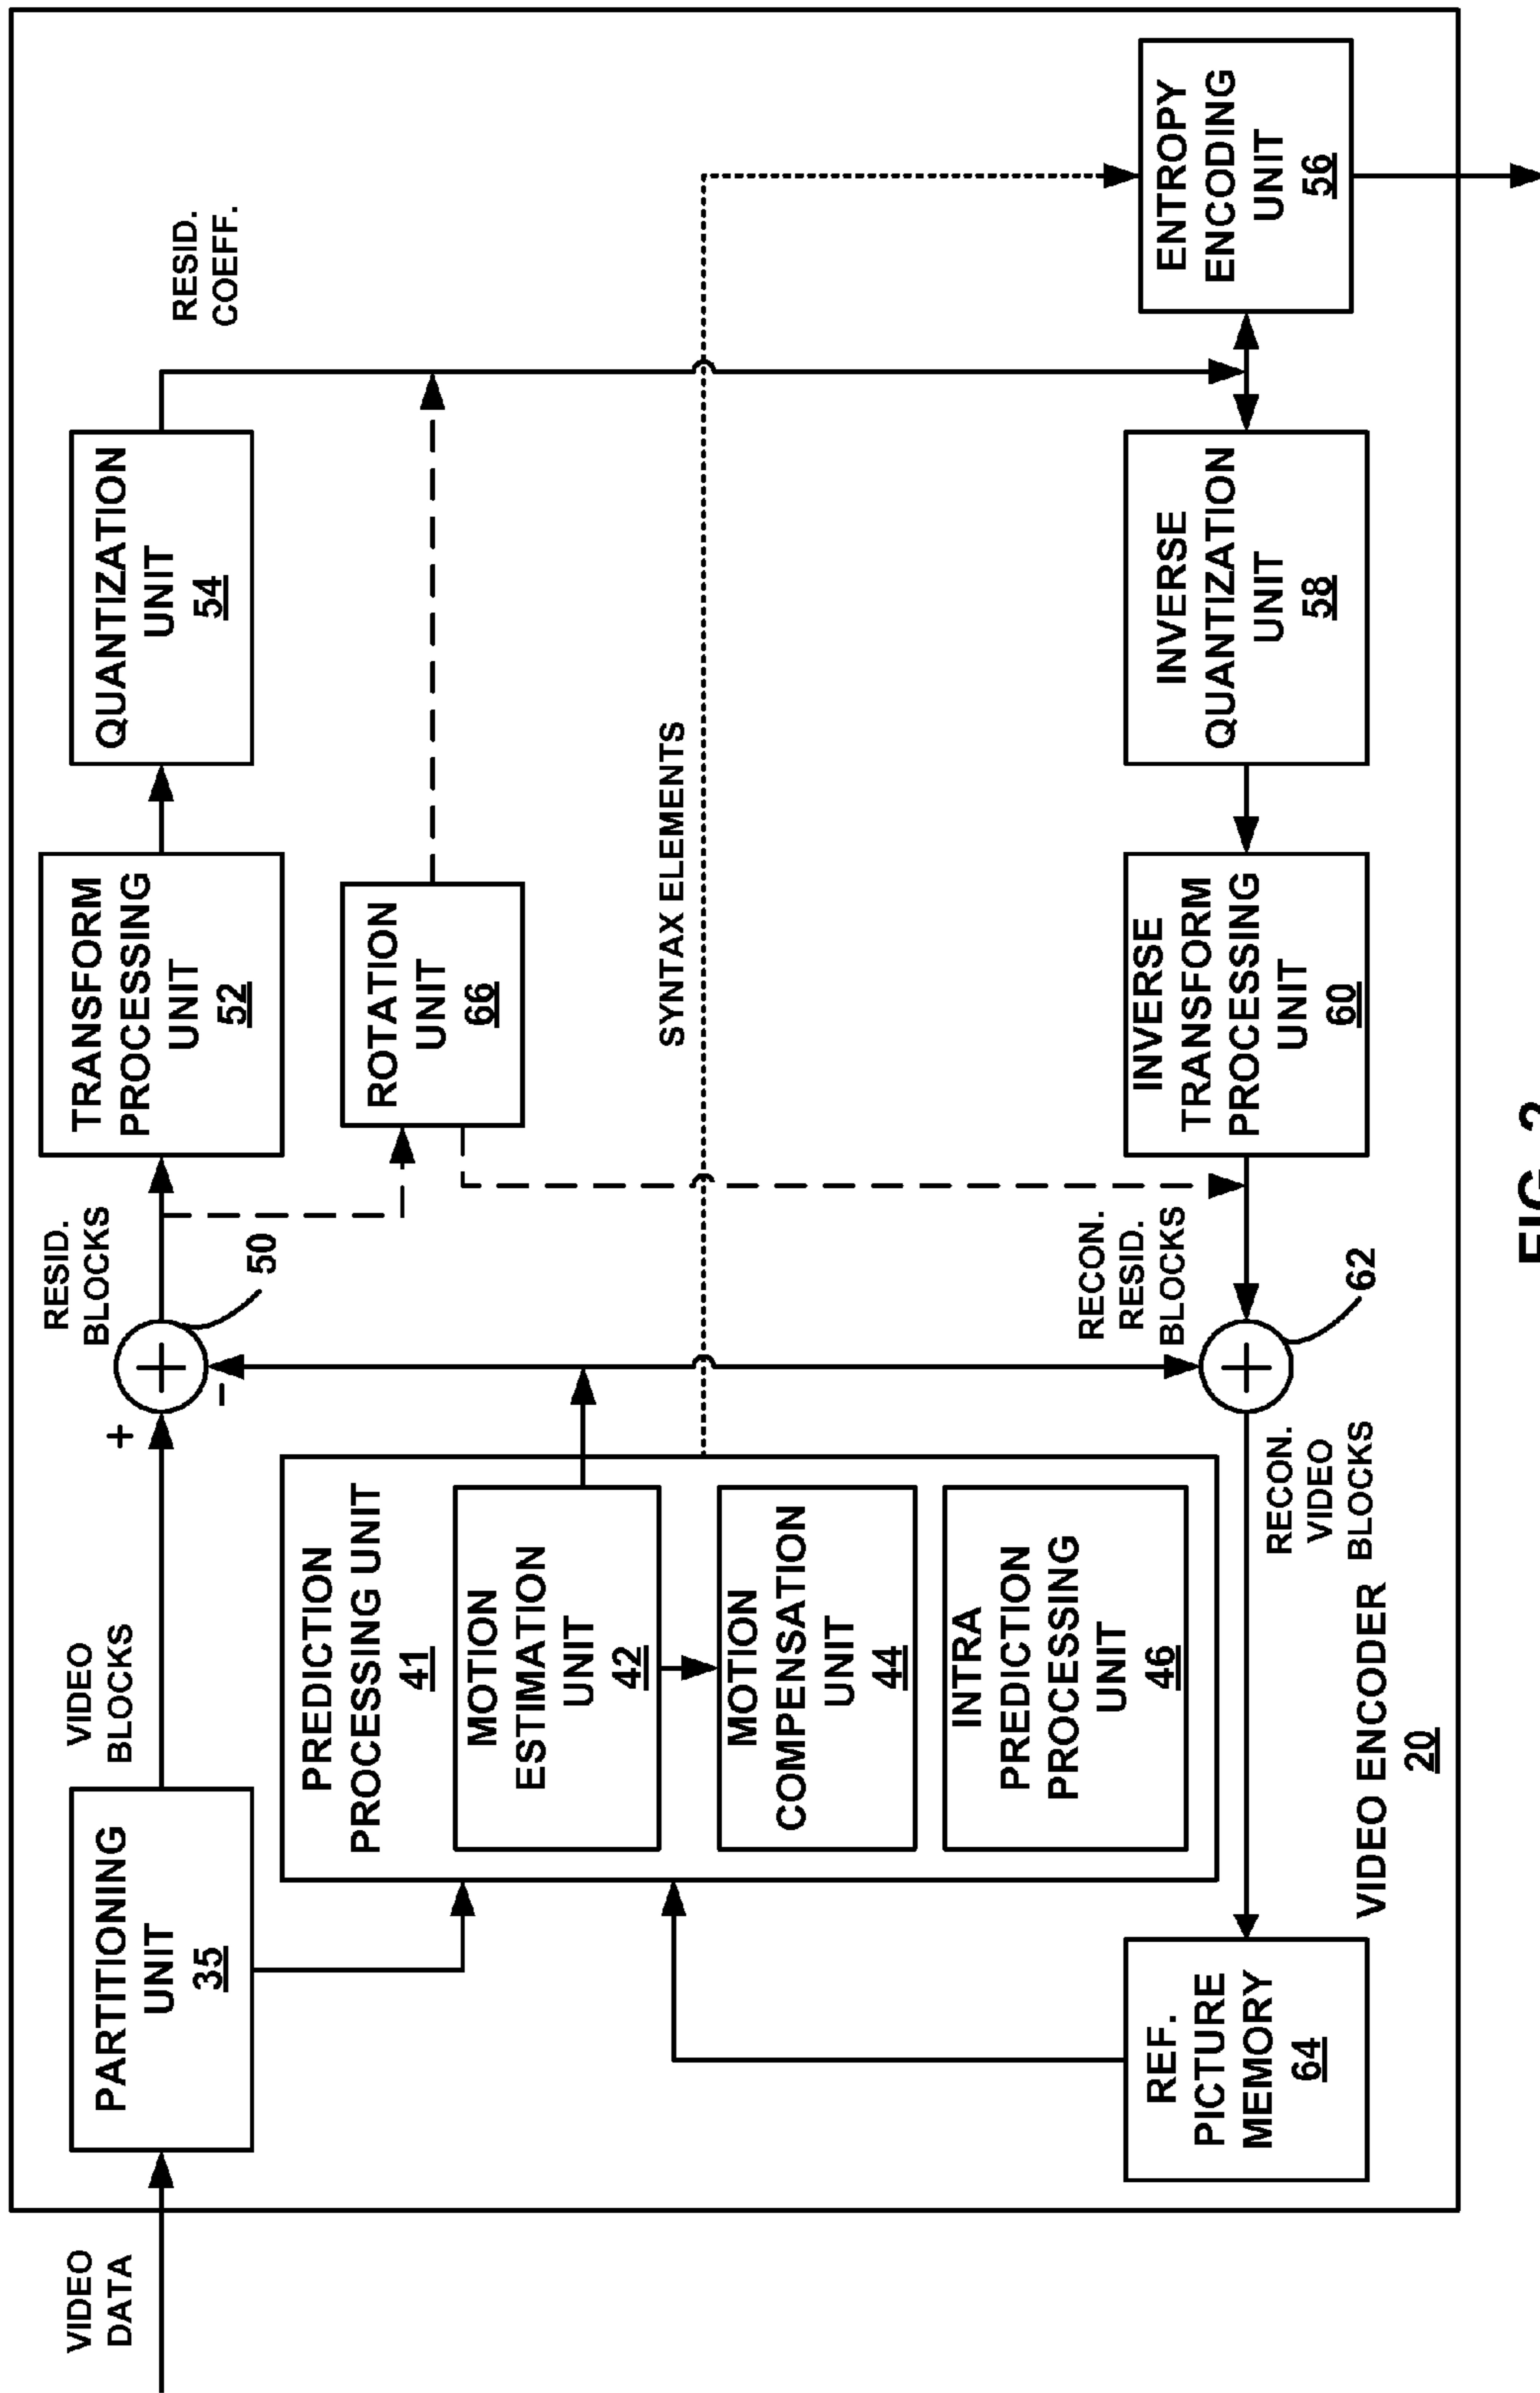 VIDEO
DATA
PARTITIONING
UNIT
35
VIDEO
BLOCKS
+
-
50
RESID.
BLOCKS
TRANSFORM
PROCESSING
UNIT
52
QUANTIZATION
UNIT
54
RESID.
COEFF.
ROTATION
UNIT
66
PREDICTION
PROCESSING UNIT
41
MOTION
ESTIMATION
UNIT
42
MOTION
COMPENSATION
UNIT
44
INTRA
PREDICTION
PROCESSING
UNIT
46
SYNTAX ELEMENTS
REF.
PICTURE
MEMORY
64
RECON.
VIDEO
BLOCKS
62
RECON.
RESID.
BLOCKS
INVERSE
TRANSFORM
PROCESSING
UNIT
60
INVERSE
QUANTIZATION
UNIT
58
ENTROPY
ENCODING
UNIT
56
VIDEO ENCODER
20